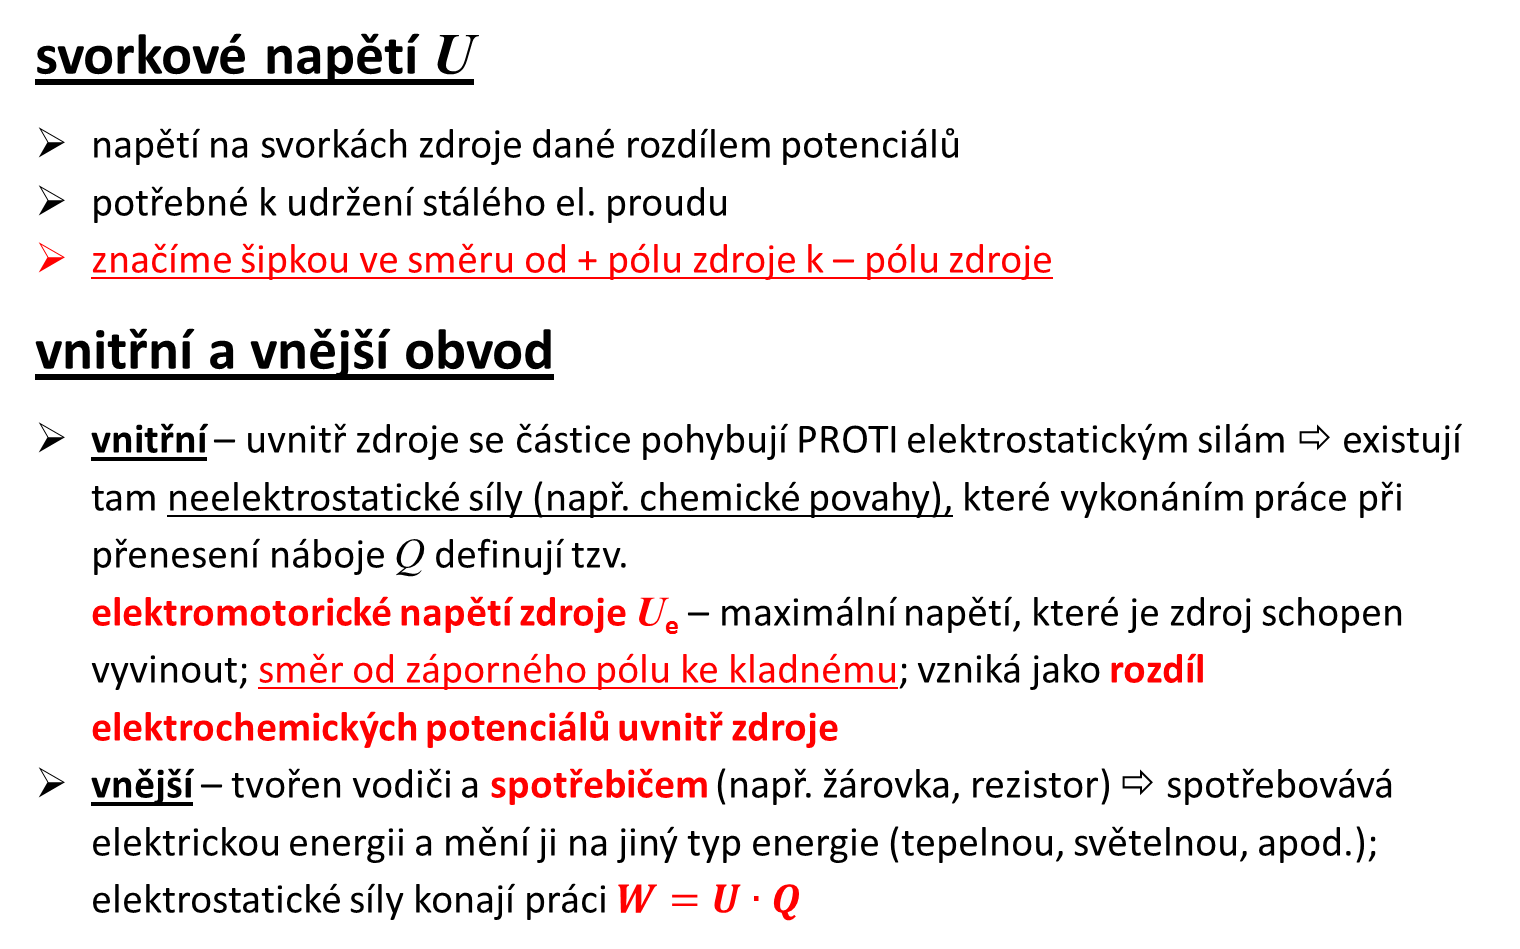 svorkové napětí U
➢ napětí na svorkách zdroje dané rozdílem potenciálů
➢ potřebné k udržení stálého el. proudu
➢ značíme šipkou ve směru od + pólu zdroje k – pólu zdroje
vnitřní a vnější obvod
➢ vnitřní – uvnitř zdroje se částice pohybují PROTI elektrostatickým silám ⇨ existují
tam neelektrostatické síly (např. chemické povahy), které vykonáním práce při
přenesení náboje Q definují tzv.
elektromotorické napětí zdroje Uₑ – maximální napětí, které je zdroj schopen
vyvinout; směr od záporného pólu ke kladnému; vzniká jako rozdíl
elektrochemických potenciálů uvnitř zdroje
➢ vnější – tvořen vodiči a spotřebičem (např. žárovka, rezistor) ⇨ spotřebovává
elektrickou energii a mění ji na jiný typ energie (tepelnou, světelnou, apod.);
elektrostatické síly konají práci W = U · Q